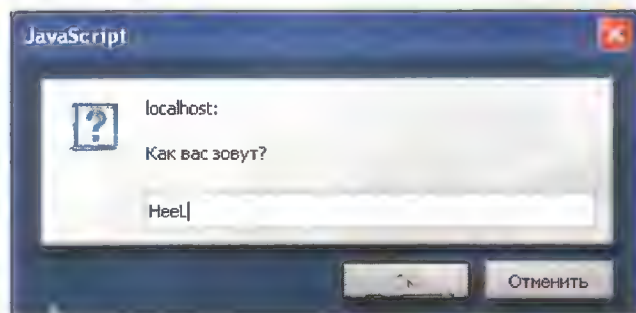 JavaScript
localhost:
Как вас зовут?
HeeL
Отменить